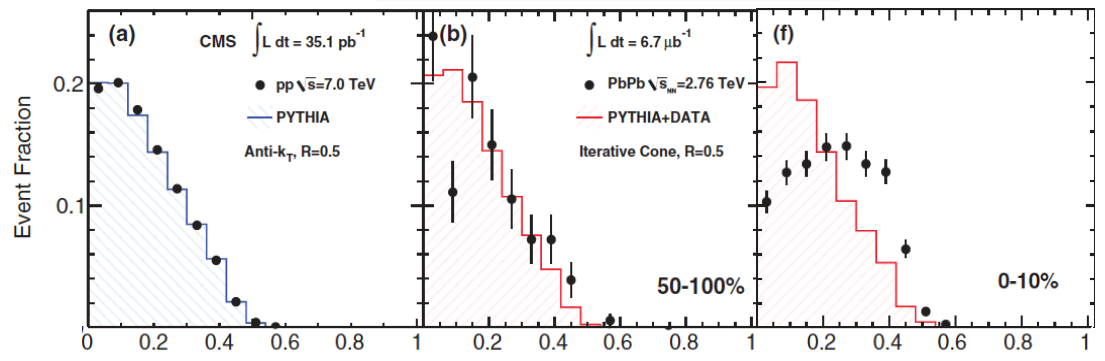 (a) CMS ∫L dt = 35.1 pb⁻¹
pp √s=7.0 TeV
PYTHIA
Anti-kT, R=0.5
(b) ∫L dt = 6.7 μb⁻¹
PbPb √sNN=2.76 TeV
PYTHIA+DATA
Iterative Cone, R=0.5
50-100%
(f)
0-10%
Event Fraction
0.2
0.1
0 0.2 0.4 0.6 0.8 1
0.2 0.4 0.6 0.8 1
0.2 0.4 0.6 0.8 1